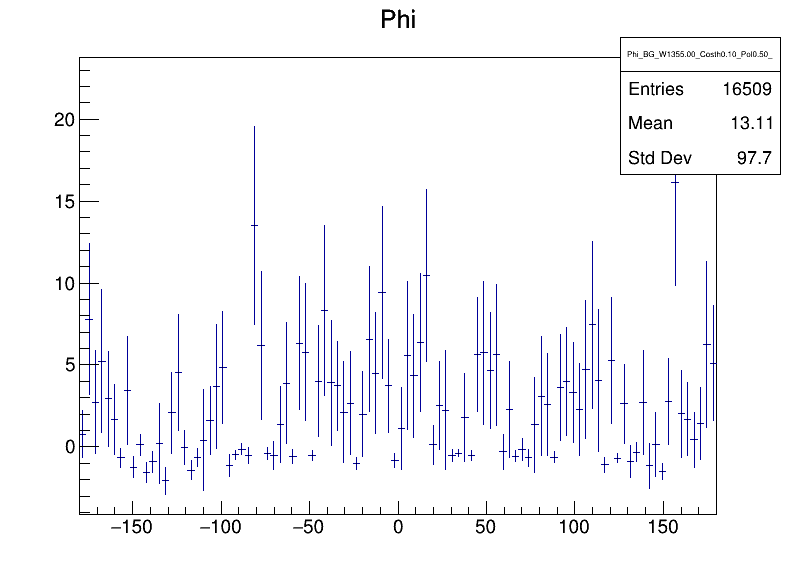 Phi
Phi_BG_W1355.00_Costh0.10_Pol0.50_
Entries 16509
Mean 13.11
Std Dev 97.7
20
15
10
5
0
−150 −100 −50 0 50 100 150